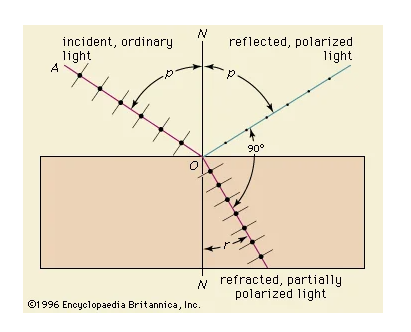 N
incident, ordinary
light
reflected, polarized
light
A
p
p
O
90°
r
N
refracted, partially
polarized light
©1996 Encyclopaedia Britannica, Inc.